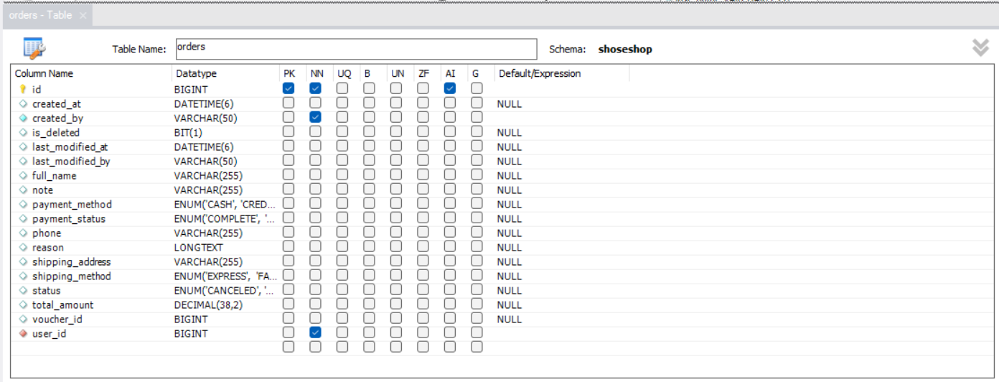 orders - Table ×
Table Name: orders Schema: shoseshop
Column Name Datatype PK NN UQ B UN ZF AI G Default/Expression
id BIGINT
created_at DATETIME(6) NULL
created_by VARCHAR(50)
is_deleted BIT(1) NULL
last_modified_at DATETIME(6) NULL
last_modified_by VARCHAR(50) NULL
full_name VARCHAR(255) NULL
note VARCHAR(255) NULL
payment_method ENUM('CASH', 'CRED... NULL
payment_status ENUM('COMPLETE', '... NULL
phone VARCHAR(255) NULL
reason LONGTEXT NULL
shipping_address VARCHAR(255) NULL
shipping_method ENUM('EXPRESS', 'FA... NULL
status ENUM('CANCELED', '... NULL
total_amount DECIMAL(38,2) NULL
voucher_id BIGINT NULL
user_id BIGINT